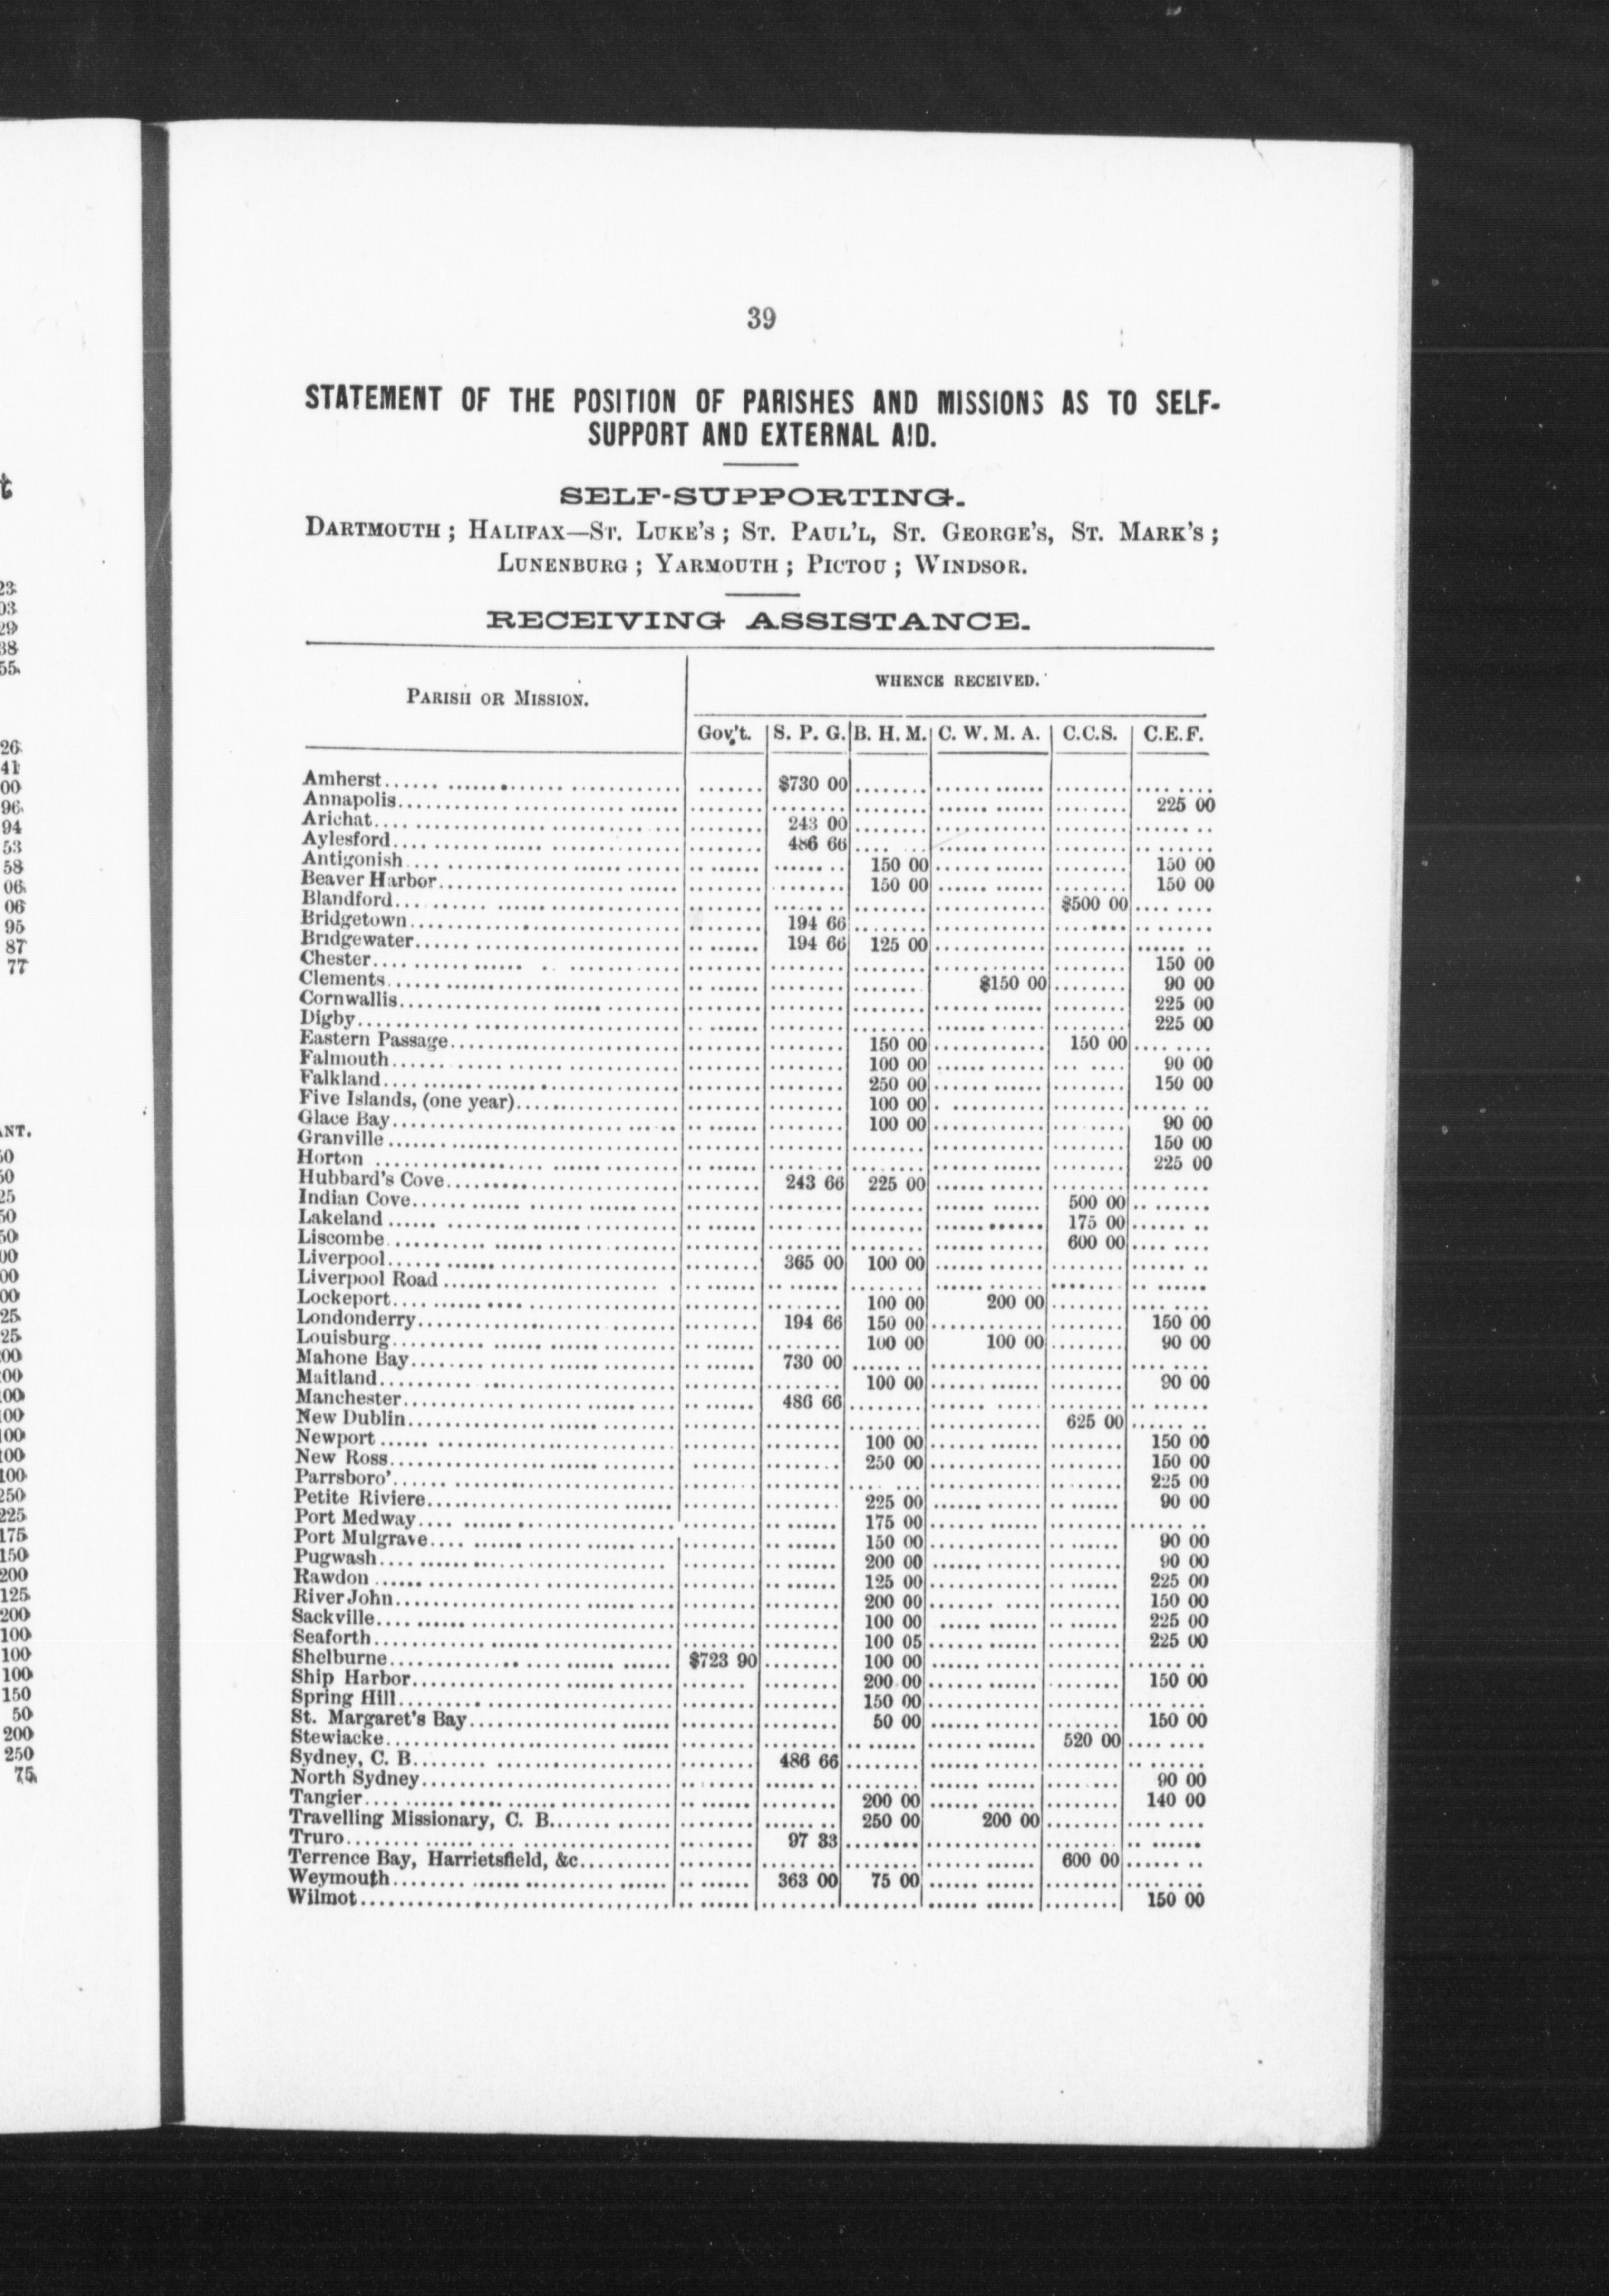 39
STATEMENT OF THE POSITION OF PARISHES AND MISSIONS AS TO SELF-
SUPPORT AND EXTERNAL AID.
SELF-SUPPORTING.
DARTMOUTH ; HALIFAX—ST. LUKE'S ; ST. PAUL'L, ST. GEORGE'S, ST. MARK'S ;
LUNENBURG ; YARMOUTH ; PICTOU ; WINDSOR.
RECEIVING ASSISTANCE.
PARISH OR MISSION. WHENCE RECEIVED.
Gov't. S. P. G. B. H. M. C. W. M. A. C.C.S. C.E.F.
Amherst $730 00
Annapolis 225 00
Arichat 243 00
Aylesford 486 66
Antigonish 150 00 150 00
Beaver Harbor 150 00 150 00
Blandford $500 00
Bridgetown 194 66
Bridgewater 194 66 125 00
Chester 150 00
Clements $150 00 90 00
Cornwallis 225 00
Digby 225 00
Eastern Passage 150 00 150 00
Falmouth 100 00 90 00
Falkland 250 00 150 00
Five Islands, (one year) 100 00
Glace Bay 100 00 90 00
Granville 150 00
Horton 225 00
Hubbard's Cove 243 66 225 00
Indian Cove 500 00
Lakeland 175 00
Liscombe 600 00
Liverpool 365 00 100 00
Liverpool Road
Lockeport 100 00 200 00
Londonderry 194 66 150 00 150 00
Louisburg 100 00 100 00 90 00
Mahone Bay 730 00
Maitland 100 00 90 00
Manchester 486 66
New Dublin 625 00
Newport 100 00 150 00
New Ross 250 00 150 00
Parrsboro' 225 00
Petite Riviere 225 00 90 00
Port Medway 175 00
Port Mulgrave 150 00 90 00
Pugwash 200 00 90 00
Rawdon 125 00 225 00
River John 200 00 150 00
Sackville 100 00 225 00
Seaforth 100 05 225 00
Shelburne $723 90 100 00
Ship Harbor 200 00 150 00
Spring Hill 150 00
St. Margaret's Bay 50 00 150 00
Stewiacke 520 00
Sydney, C. B. 486 66
North Sydney 90 00
Tangier 200 00 140 00
Travelling Missionary, C. B. 250 00 200 00
Truro 97 33
Terrence Bay, Harrietsfield, &c. 600 00
Weymouth 363 00 75 00
Wilmot 150 00